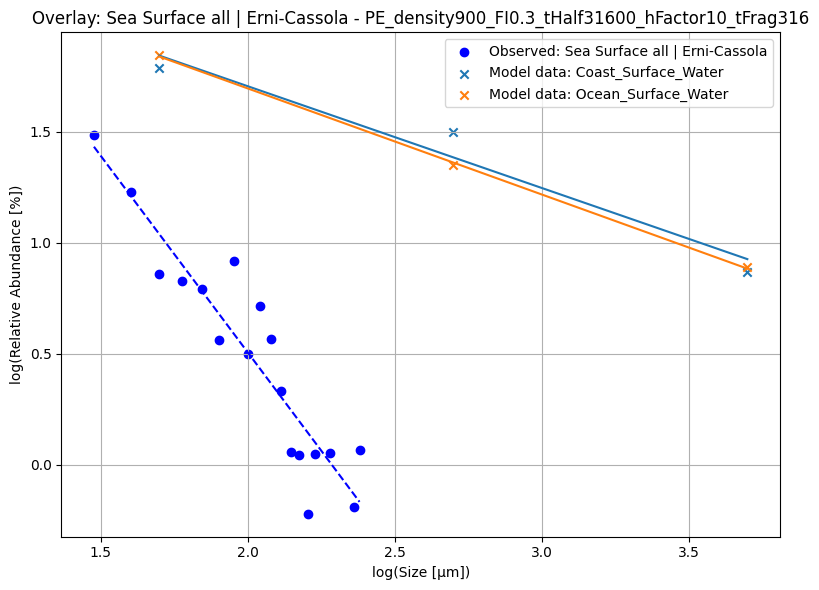 Overlay: Sea Surface all | Erni-Cassola - PE_density900_FI0.3_tHalf31600_hFactor10_tFrag316
Observed: Sea Surface all | Erni-Cassola
Model data: Coast_Surface_Water
Model data: Ocean_Surface_Water
log(Relative Abundance [%])
1.5
1.0
0.5
0.0
1.5 2.0 2.5 3.0 3.5
log(Size [μm])